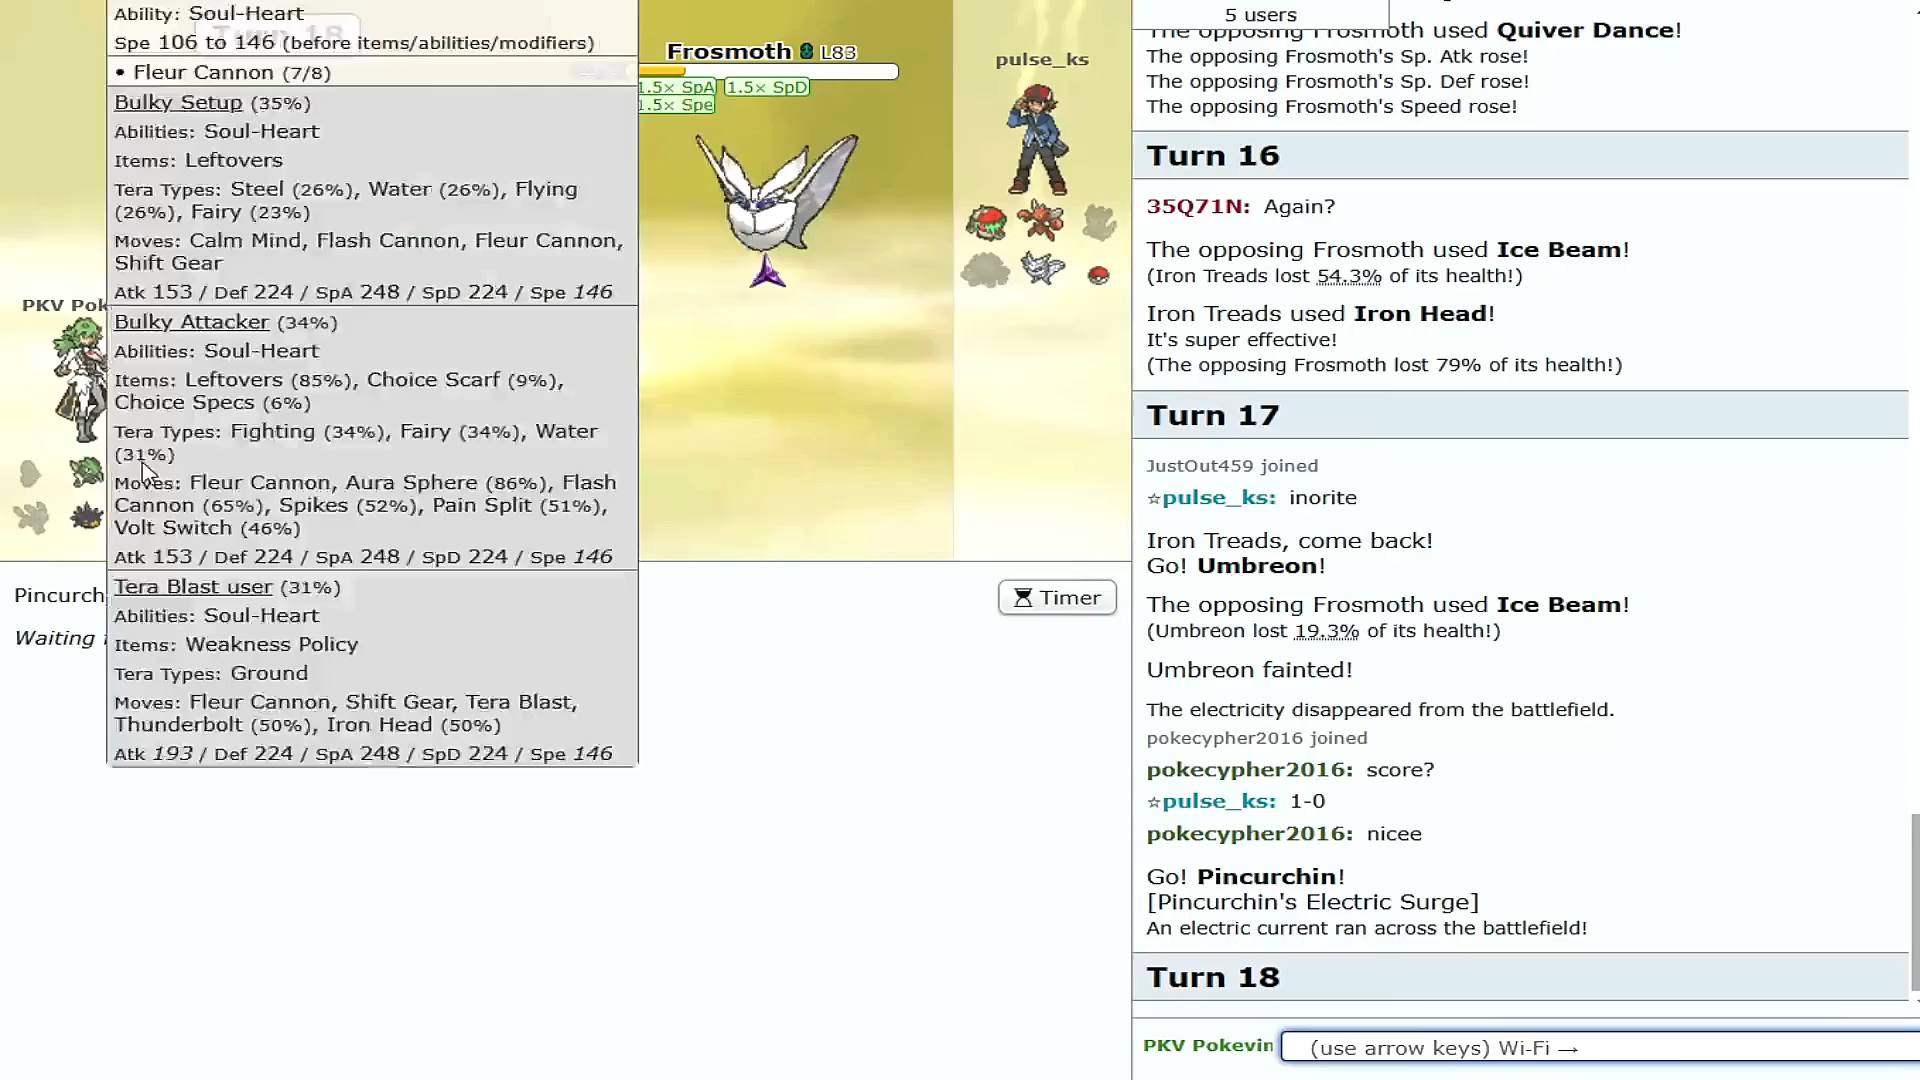 Ability: Soul-Heart
Spe 106 to 146 (before items/abilities/modifiers)
• Fleur Cannon (7/8)
Bulky Setup (35%)
Abilities: Soul-Heart
Items: Leftovers
Tera Types: Steel (26%), Water (26%), Flying
(26%), Fairy (23%)
Moves: Calm Mind, Flash Cannon, Fleur Cannon,
Shift Gear
Atk 153 / Def 224 / SpA 248 / SpD 224 / Spe 146
Bulky Attacker (34%)
Abilities: Soul-Heart
Items: Leftovers (85%), Choice Scarf (9%),
Choice Specs (6%)
Tera Types: Fighting (34%), Fairy (34%), Water
(31%)
Moves: Fleur Cannon, Aura Sphere (86%), Flash
Cannon (65%), Spikes (52%), Pain Split (51%),
Volt Switch (46%)
Atk 153 / Def 224 / SpA 248 / SpD 224 / Spe 146
Tera Blast user (31%)
Abilities: Soul-Heart
Items: Weakness Policy
Tera Types: Ground
Moves: Fleur Cannon, Shift Gear, Tera Blast,
Thunderbolt (50%), Iron Head (50%)
Atk 193 / Def 224 / SpA 248 / SpD 224 / Spe 146
Turn 18
PKV Pok
Pincurch
Waiting
Frosmoth L83
1.5× SpA 1.5× SpD
1.5× Spe
pulse_ks
Timer
5 users
The opposing Frosmoth used Quiver Dance!
The opposing Frosmoth's Sp. Atk rose!
The opposing Frosmoth's Sp. Def rose!
The opposing Frosmoth's Speed rose!
Turn 16
35Q71N: Again?
The opposing Frosmoth used Ice Beam!
(Iron Treads lost 54.3% of its health!)
Iron Treads used Iron Head!
It's super effective!
(The opposing Frosmoth lost 79% of its health!)
Turn 17
JustOut459 joined
☆pulse_ks: inorite
Iron Treads, come back!
Go! Umbreon!
The opposing Frosmoth used Ice Beam!
(Umbreon lost 19.3% of its health!)
Umbreon fainted!
The electricity disappeared from the battlefield.
pokecypher2016 joined
pokecypher2016: score?
☆pulse_ks: 1-0
pokecypher2016: nicee
Go! Pincurchin!
[Pincurchin's Electric Surge]
An electric current ran across the battlefield!
Turn 18
PKV Pokevin (use arrow keys) Wi-Fi →